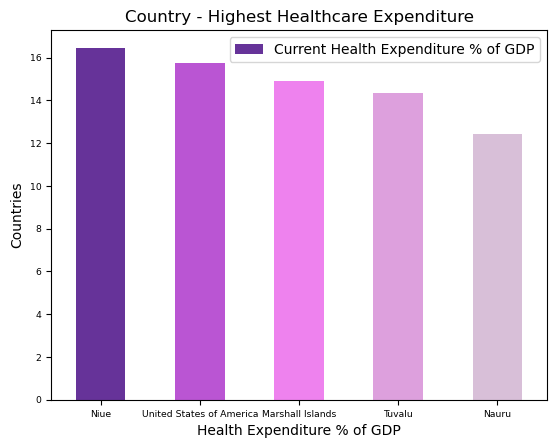 Country - Highest Healthcare Expenditure
Current Health Expenditure % of GDP
Countries
16
14
12
10
8
6
4
2
0
Niue United States of America Marshall Islands Tuvalu Nauru
Health Expenditure % of GDP